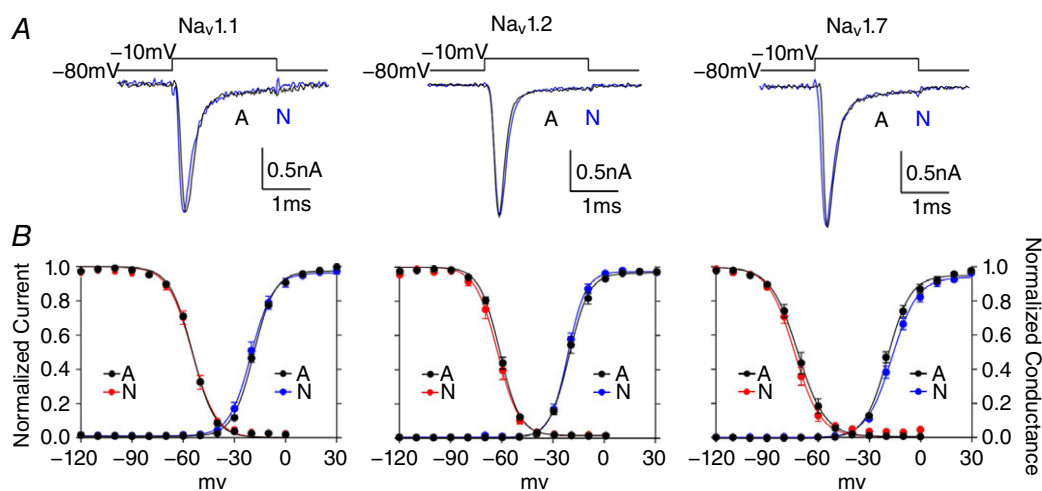 A
Naᵥ1.1
Naᵥ1.2
Naᵥ1.7
−10mV
−80mV
A
N
0.5nA
1ms
−10mV
−80mV
A
N
0.5nA
1ms
−10mV
−80mV
A
N
0.5nA
1ms
B
Normalized Current
1.0
0.8
0.6
0.4
0.2
0.0
A
N
A
N
−120
−90
−60
−30
0
30
mv
A
N
A
N
−120
−90
−60
−30
0
30
mv
A
N
A
N
−120
−90
−60
−30
0
30
mv
1.0
0.8
0.6
0.4
0.2
0.0
Normalized Conductance